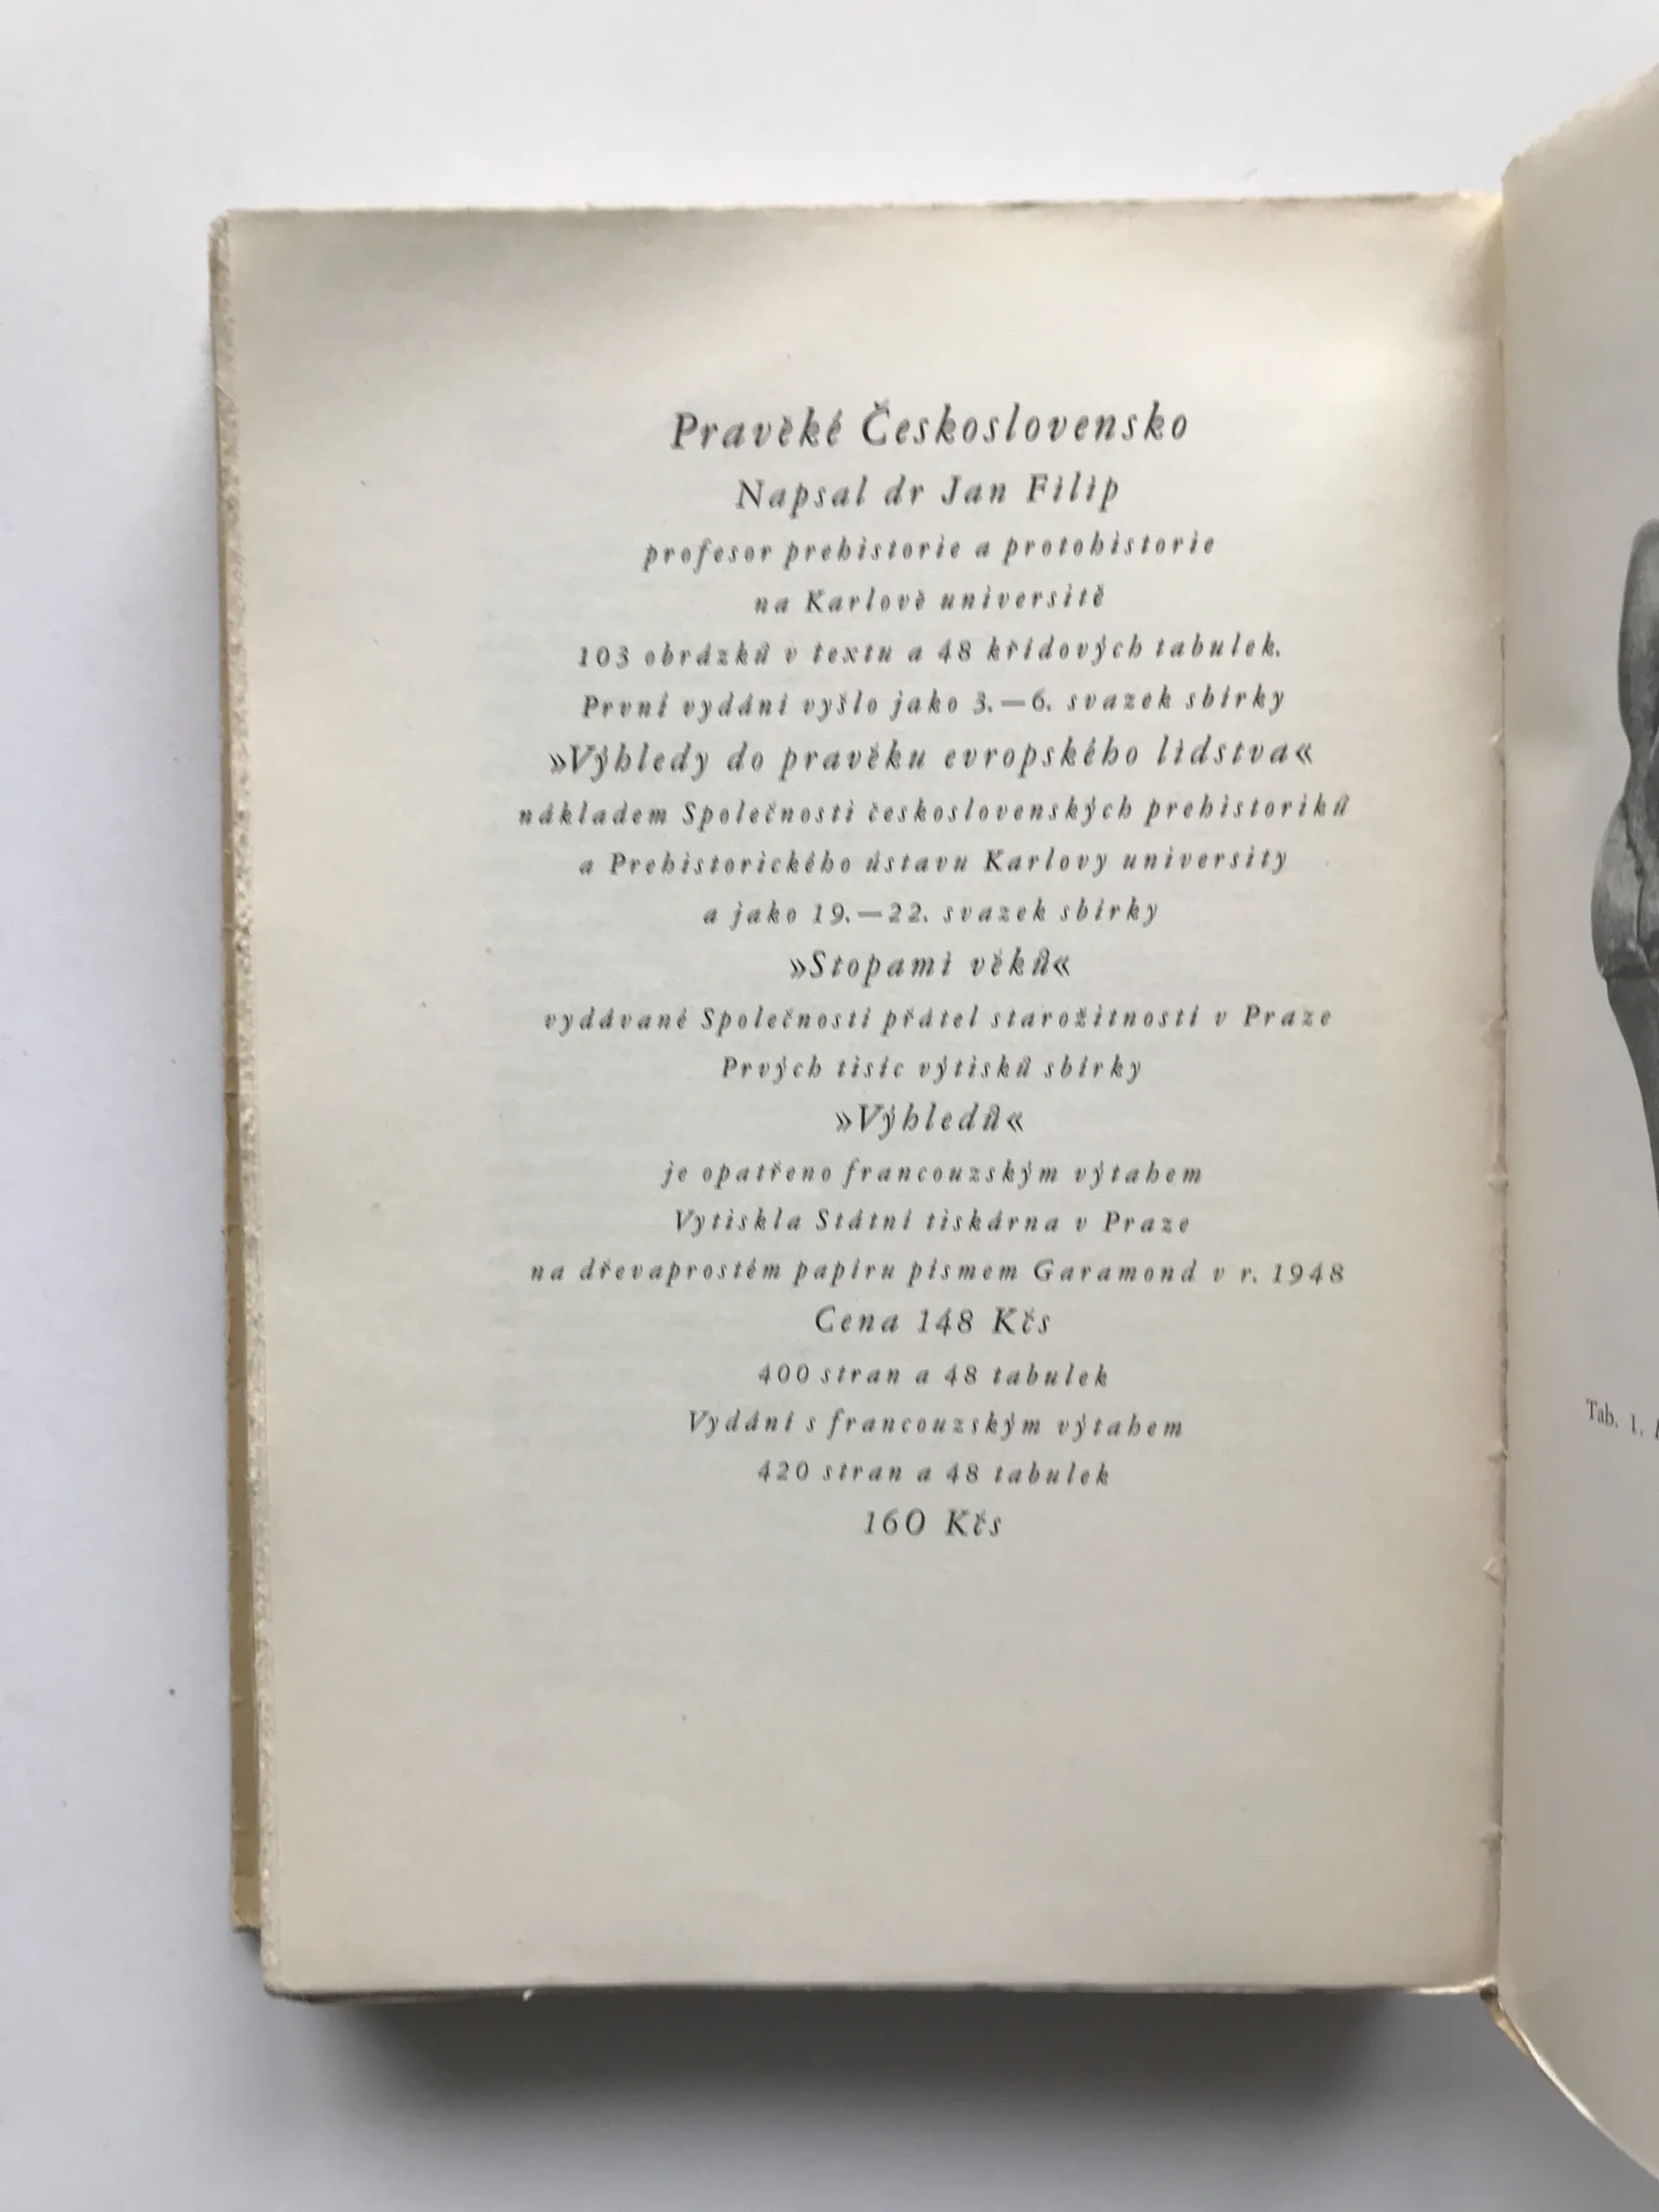 Pravěké Československo
Napsal dr Jan Filip
profesor prehistorie a protohistorie
na Karlově universitě
103 obrázků v textu a 48 křídových tabulek.
První vydání vyšlo jako 3.—6. svazek sbírky
»Výhledy do pravěku evropského lidstva«
nákladem Společnosti československých prehistoriků
a Prehistorického ústavu Karlovy university
a jako 19.—22. svazek sbírky
»Stopami věků«
vydávané Společností přátel starožitností v Praze
Prvých tisíc výtisků sbírky
»Výhledů«
je opatřeno francouzským výtahem
Vytiskla Státní tiskárna v Praze
na dřevaprostém papíru písmem Garamond v r. 1948
Cena 148 Kčs
400 stran a 48 tabulek
Vydání s francouzským výtahem
420 stran a 48 tabulek
160 Kčs
Tab. 1.